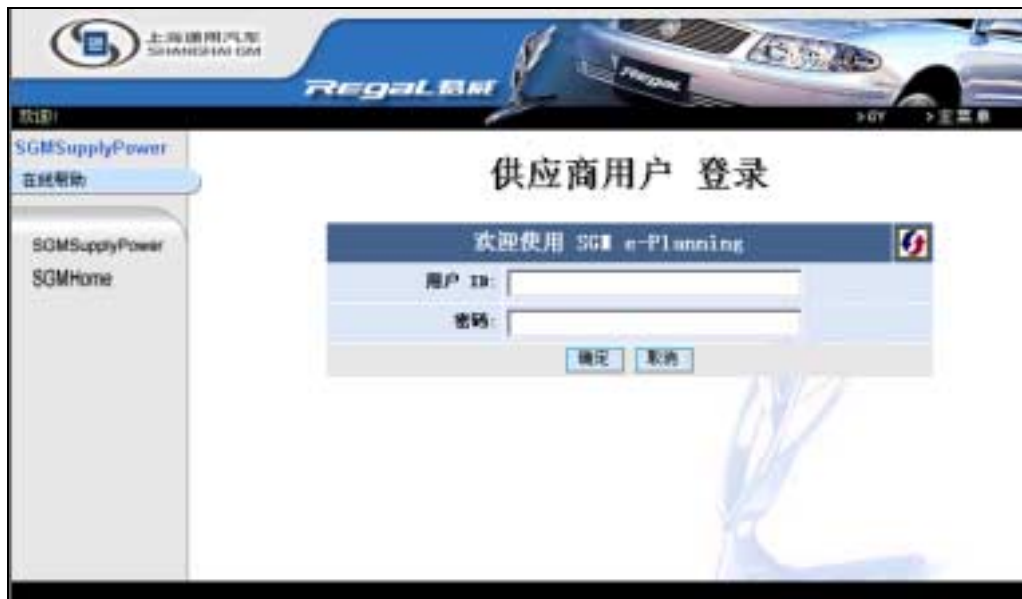 上海通用汽车
SHANGHAI GM
Regal 君威
Regal
欢迎!
>GY >主菜单
SGMSupplyPower
在线帮助
供应商用户 登录
SGMSupplyPower
欢迎使用 SGM e-Planning
SGMHome
用户 ID:
密码:
确定 取消